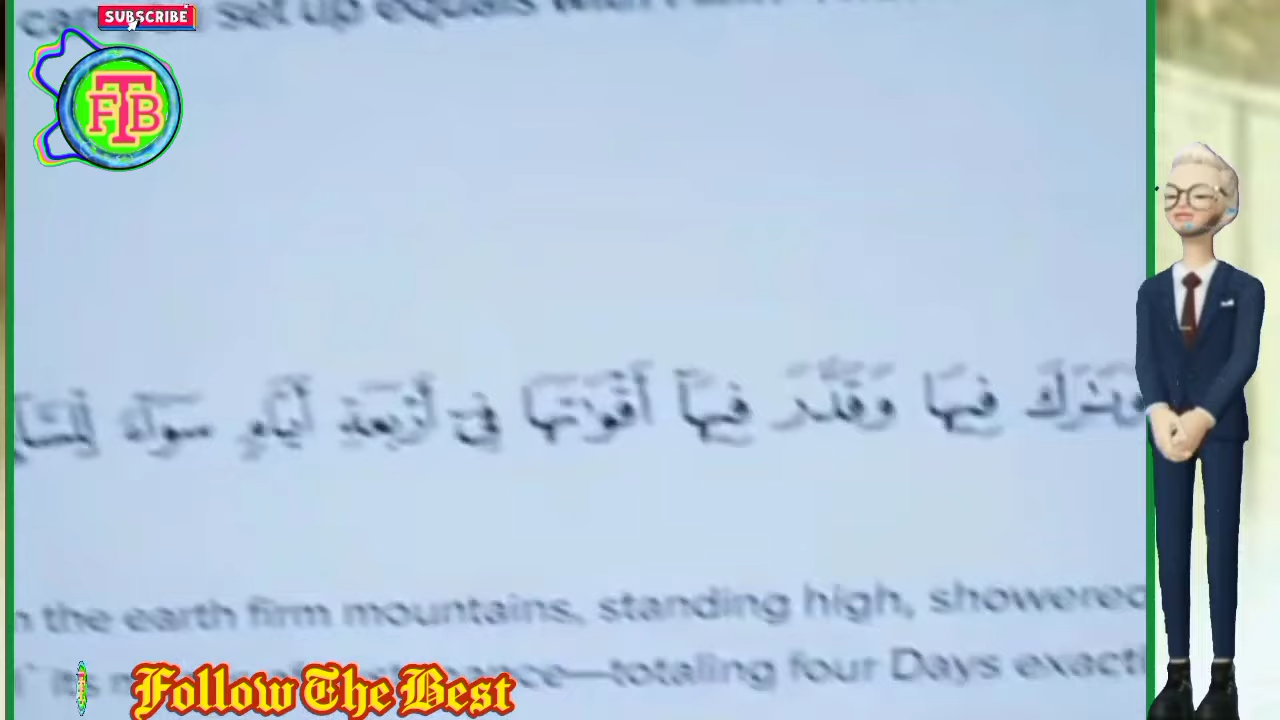 SUBSCRIBE
set up equals with
FTB
وَبَـٰرَكَ فِيهَا وَقَدَّرَ فِيهَآ أَقْوَٰتَهَا فِىٓ أَرْبَعَةِ أَيَّامٍ سَوَآءً
the earth firm mountains, standing high, showered
totaling four Days
Follow The Best